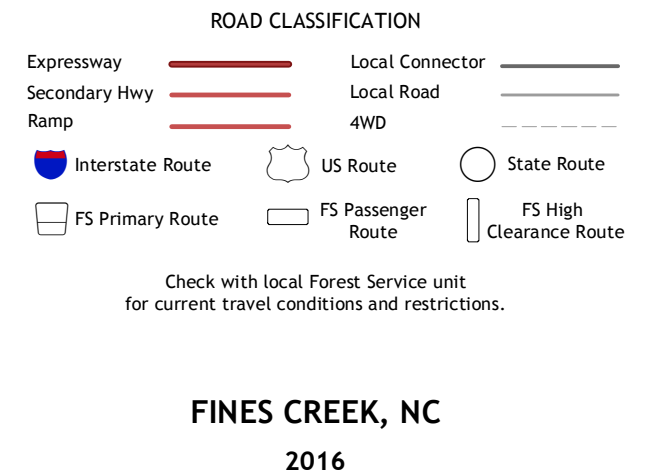 ROAD CLASSIFICATION
Expressway
Local Connector
Secondary Hwy
Local Road
Ramp
4WD
Interstate Route
US Route
State Route
FS Primary Route
FS Passenger
Route
FS High
Clearance Route
Check with local Forest Service unit
for current travel conditions and restrictions.
FINES CREEK, NC
2016